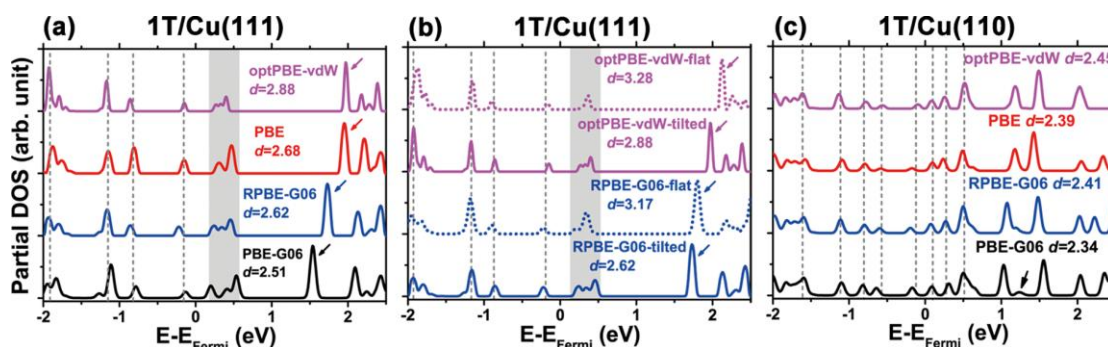 (a) 1T/Cu(111)
optPBE-vdW
d=2.88
PBE
d=2.68
RPBE-G06
d=2.62
PBE-G06
d=2.51
Partial DOS (arb. unit)
-2 -1 0 1 2
E-EFermi (eV)
(b) 1T/Cu(111)
optPBE-vdW-flat
d=3.28
optPBE-vdW-tilted
d=2.88
RPBE-G06-flat
d=3.17
RPBE-G06-tilted
d=2.62
-2 -1 0 1 2
E-EFermi (eV)
(c) 1T/Cu(110)
optPBE-vdW d=2.45
PBE d=2.39
RPBE-G06 d=2.41
PBE-G06 d=2.34
-2 -1 0 1 2
E-EFermi (eV)